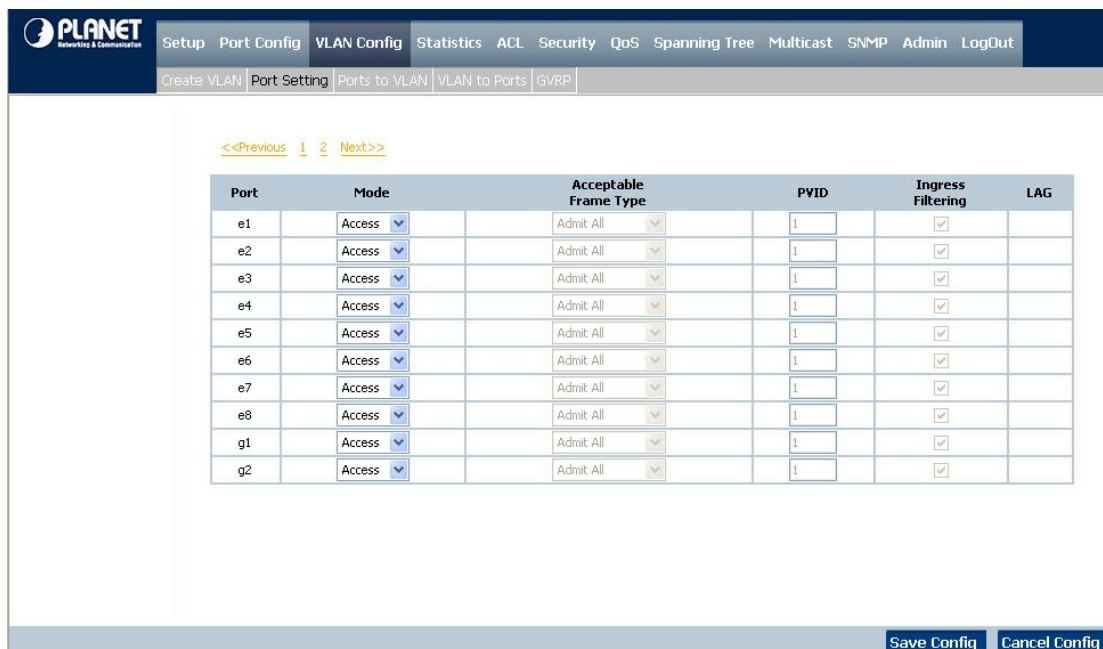 PLANET
Networking & Communication
Setup Port Config VLAN Config Statistics ACL Security QoS Spanning Tree Multicast SNMP Admin LogOut
Create VLAN Port Setting Ports to VLAN VLAN to Ports GVRP
<<Previous 1 2 Next>>
Port Mode Acceptable Frame Type PVID Ingress Filtering LAG
e1 Access Admit All 1
e2 Access Admit All 1
e3 Access Admit All 1
e4 Access Admit All 1
e5 Access Admit All 1
e6 Access Admit All 1
e7 Access Admit All 1
e8 Access Admit All 1
g1 Access Admit All 1
g2 Access Admit All 1
Save Config Cancel Config